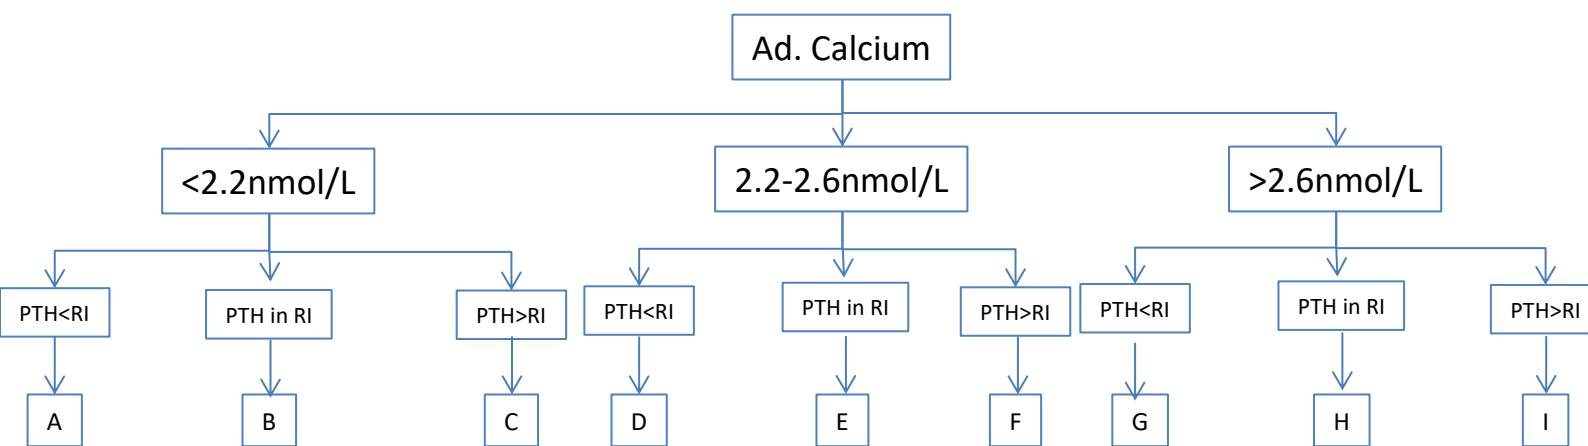 Ad. Calcium
<2.2nmol/L
2.2-2.6nmol/L
>2.6nmol/L
PTH<RI
PTH in RI
PTH>RI
PTH<RI
PTH in RI
PTH>RI
PTH<RI
PTH in RI
PTH>RI
A
B
C
D
E
F
G
H
I